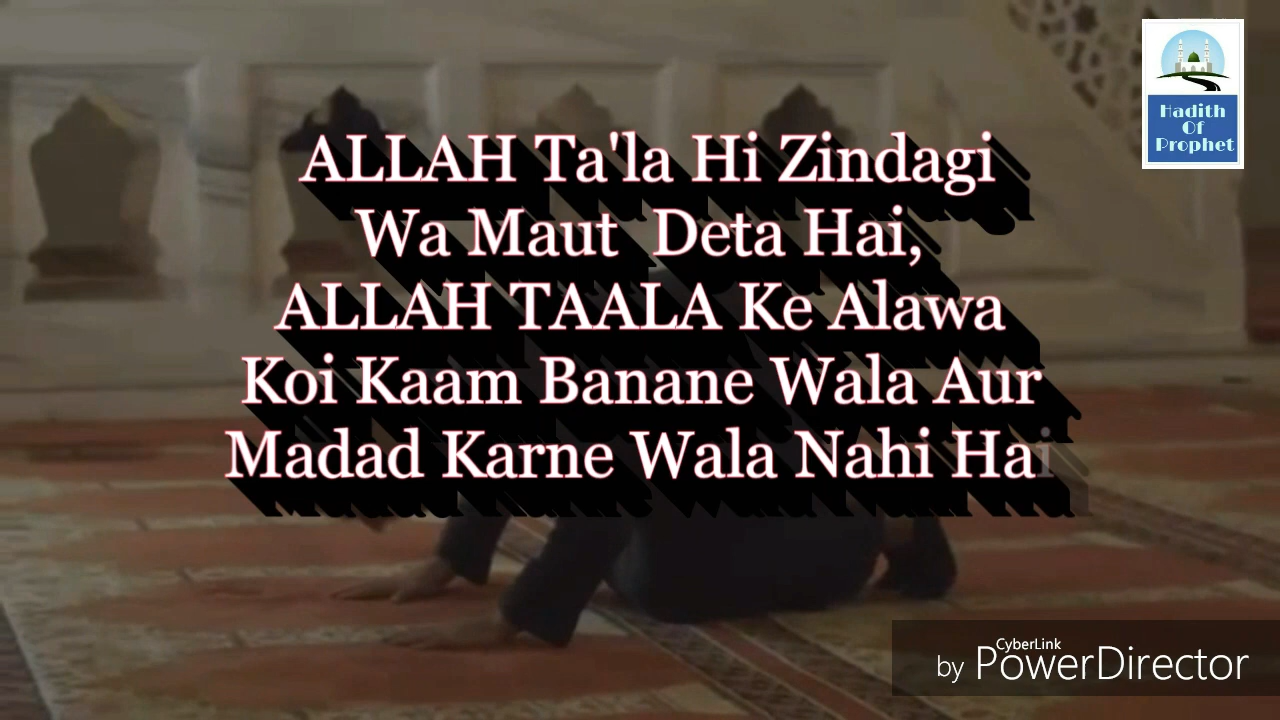 Hadith
Of
Prophet
ALLAH Ta'la Hi Zindagi
Wa Maut Deta Hai,
ALLAH TAALA Ke Alawa
Koi Kaam Banane Wala Aur
Madad Karne Wala Nahi Hai
CyberLink
by PowerDirector